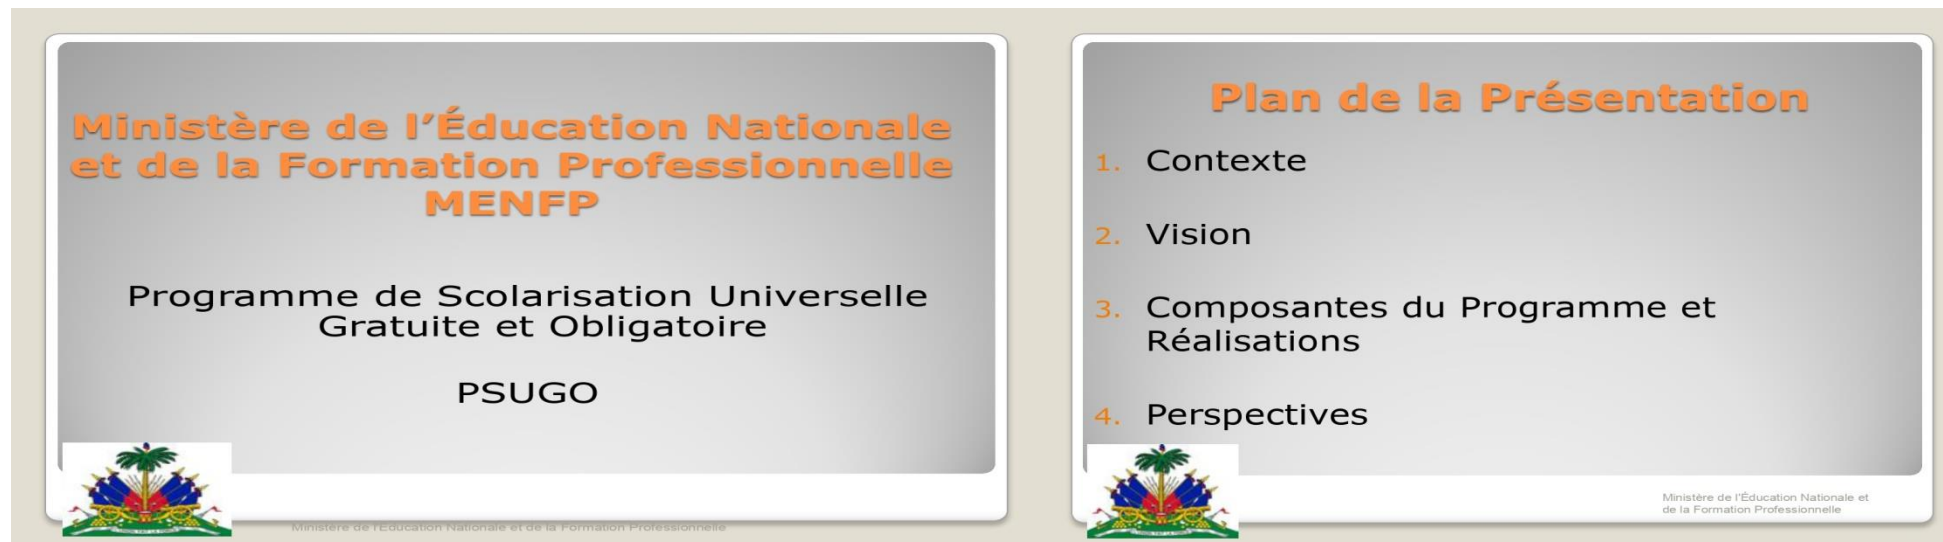 Ministère de l'Éducation Nationale
et de la Formation Professionnelle
MENFP
Programme de Scolarisation Universelle
Gratuite et Obligatoire
PSUGO
Ministère de l'Éducation Nationale et de la Formation Professionnelle
Plan de la Présentation
1. Contexte
2. Vision
3. Composantes du Programme et
Réalisations
4. Perspectives
Ministère de l'Éducation Nationale et
de la Formation Professionnelle